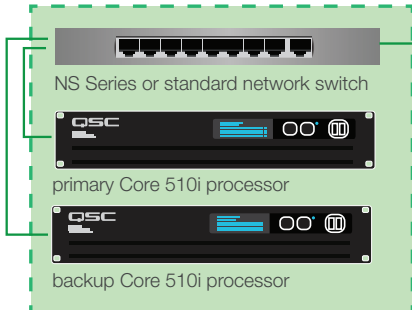 NS Series or standard network switch
QSC
primary Core 510i processor
QSC
backup Core 510i processor